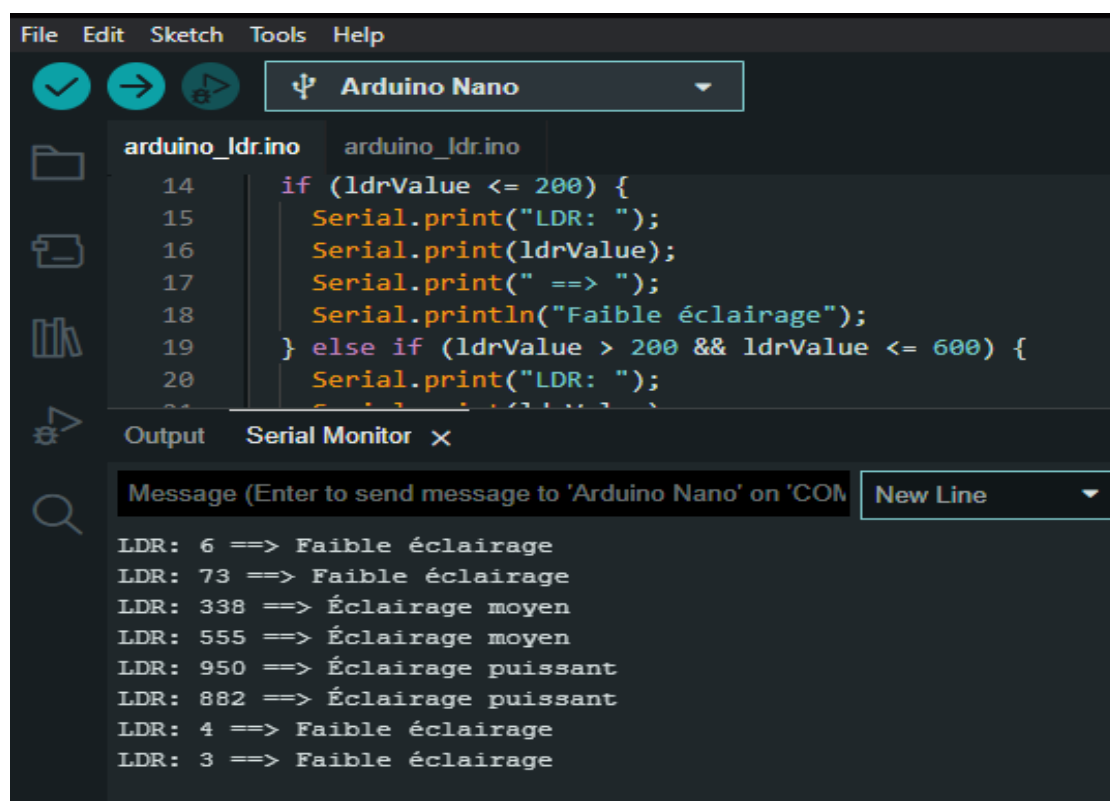 File Edit Sketch Tools Help
Arduino Nano
arduino_ldr.ino arduino_ldr.ino
14 if (ldrValue <= 200) {
15 Serial.print("LDR: ");
16 Serial.print(ldrValue);
17 Serial.print(" ==> ");
18 Serial.println("Faible éclairage");
19 } else if (ldrValue > 200 && ldrValue <= 600) {
20 Serial.print("LDR: ");
Output Serial Monitor ×
Message (Enter to send message to 'Arduino Nano' on 'COM New Line
LDR: 6 ==> Faible éclairage
LDR: 73 ==> Faible éclairage
LDR: 338 ==> Éclairage moyen
LDR: 555 ==> Éclairage moyen
LDR: 950 ==> Éclairage puissant
LDR: 882 ==> Éclairage puissant
LDR: 4 ==> Faible éclairage
LDR: 3 ==> Faible éclairage